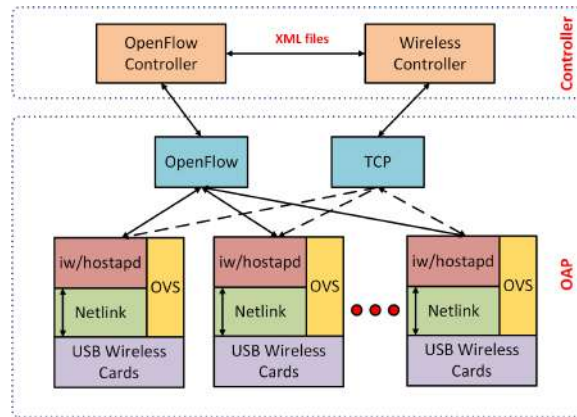 OpenFlow
Controller
XML files
Wireless
Controller
Controller
OpenFlow
TCP
OAP
iw/hostapd
OVS
Netlink
USB Wireless
Cards
iw/hostapd
OVS
Netlink
USB Wireless
Cards
iw/hostapd
OVS
Netlink
USB Wireless
Cards